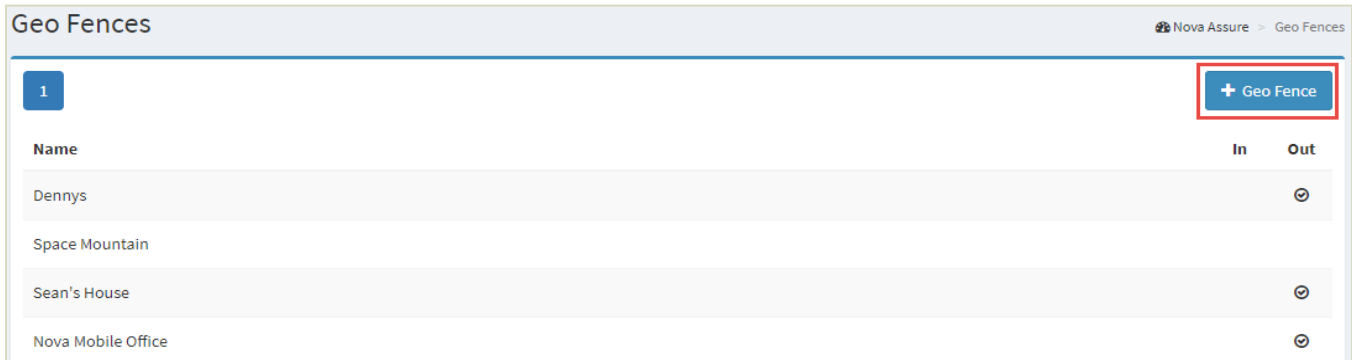 Geo Fences
Nova Assure > Geo Fences
1
+ Geo Fence
Name In Out
Dennys
Space Mountain
Sean's House
Nova Mobile Office